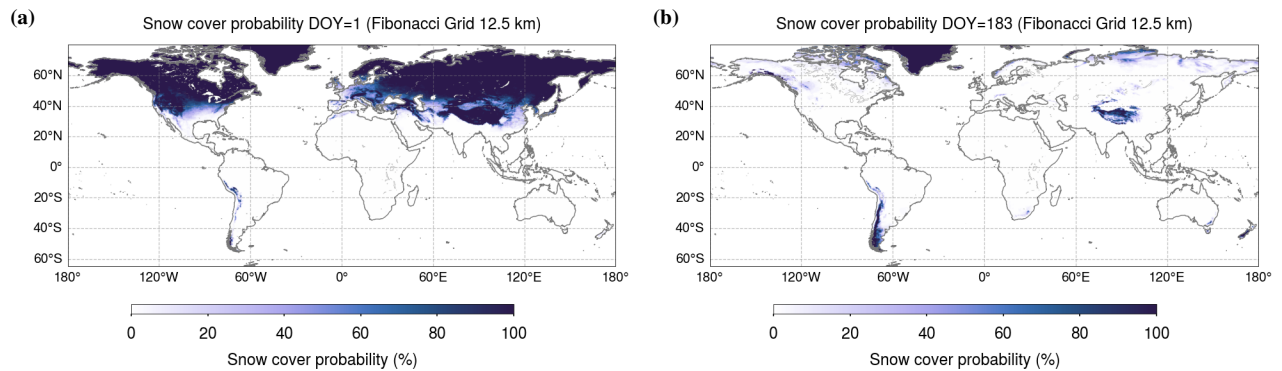 (a)
Snow cover probability DOY=1 (Fibonacci Grid 12.5 km)
60°N
40°N
20°N
0°
20°S
40°S
60°S
180° 120°W 60°W 0° 60°E 120°E 180°
0 20 40 60 80 100
Snow cover probability (%)
(b)
Snow cover probability DOY=183 (Fibonacci Grid 12.5 km)
60°N
40°N
20°N
0°
20°S
40°S
60°S
180° 120°W 60°W 0° 60°E 120°E 180°
0 20 40 60 80 100
Snow cover probability (%)